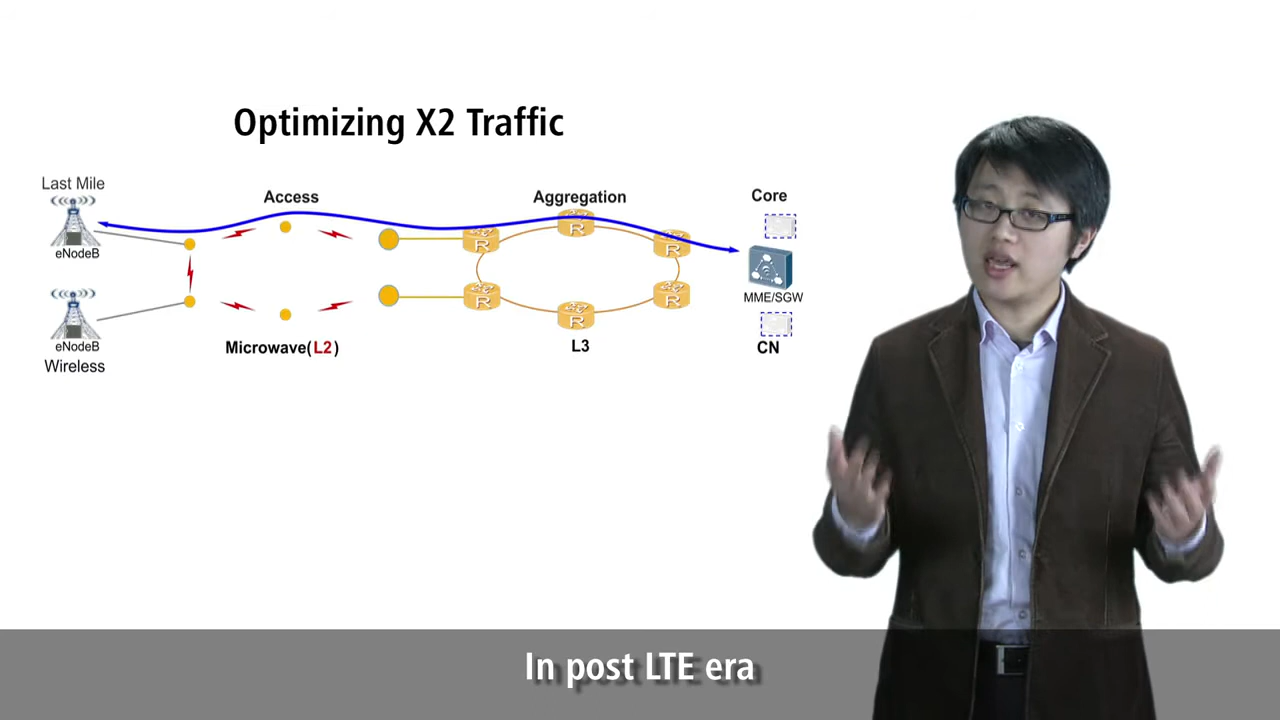 Optimizing X2 Traffic
Last Mile
Access
Aggregation
Core
eNodeB
R
R
R
R
R
R
MME/SGW
eNodeB
Wireless
Microwave(L2)
L3
CN
In post LTE era